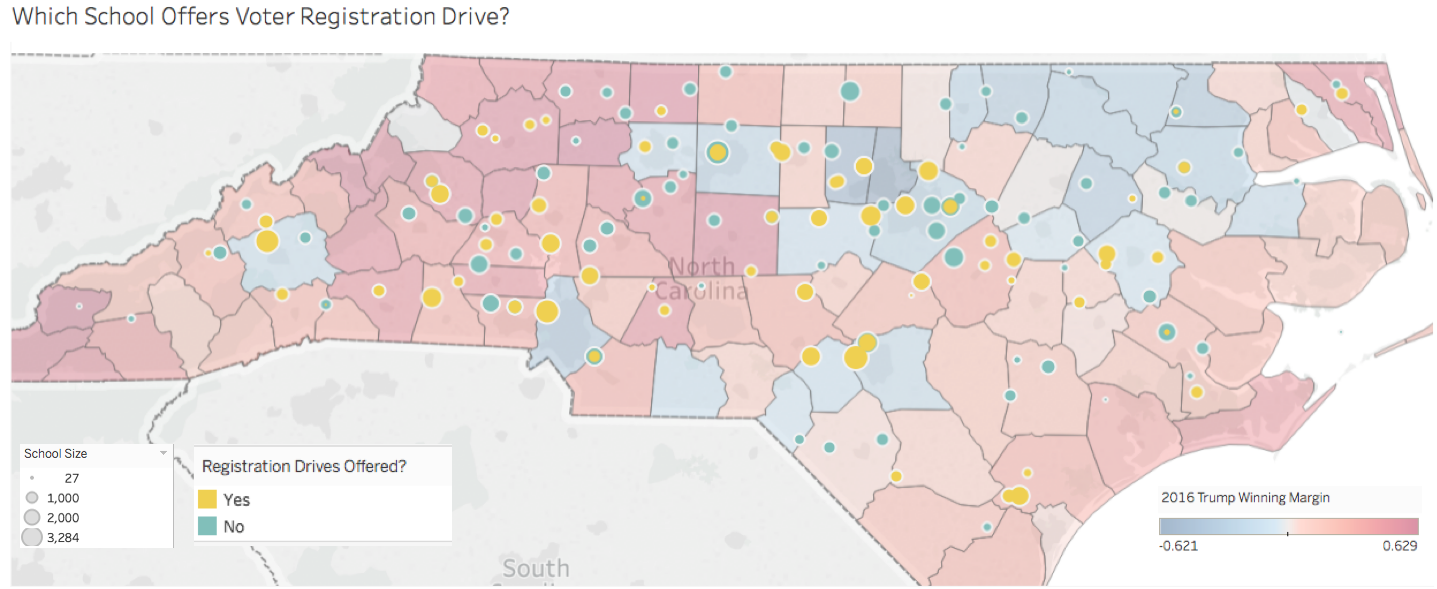 Which School Offers Voter Registration Drive?
North
Carolina
School Size
27
1,000
2,000
3,284
Registration Drives Offered?
Yes
No
2016 Trump Winning Margin
-0.621
0.629
South